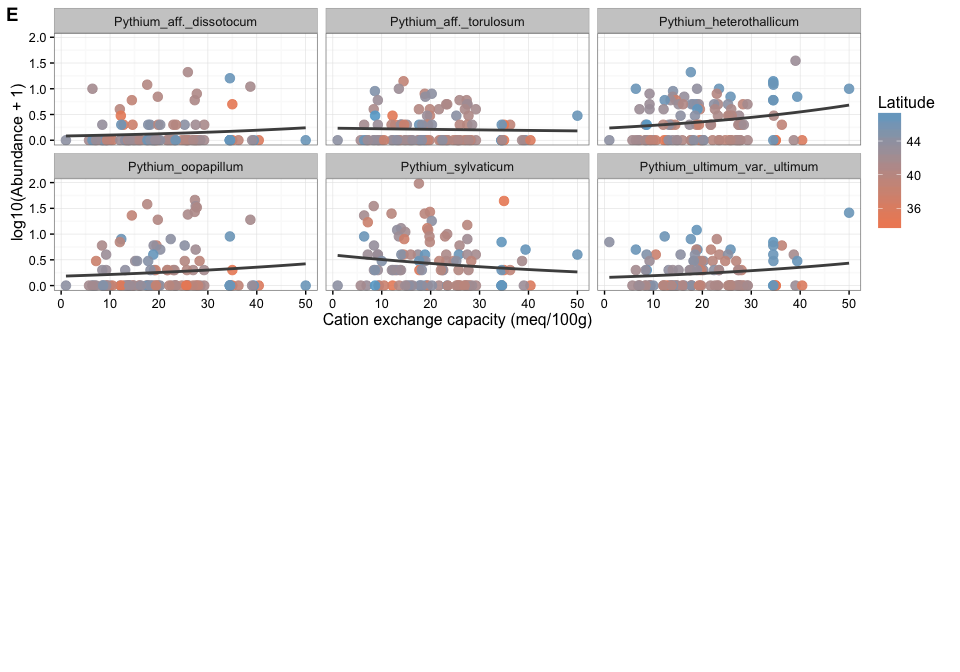 E
Pythium_aff._dissotocum
Pythium_aff._torulosum
Pythium_heterothallicum
2.0
1.5
1.0
0.5
0.0
Pythium_oopapillum
Pythium_sylvaticum
Pythium_ultimum_var._ultimum
2.0
1.5
1.0
0.5
0.0
log10(Abundance + 1)
0 10 20 30 40 50
0 10 20 30 40 50
0 10 20 30 40 50
Cation exchange capacity (meq/100g)
Latitude
44
40
36